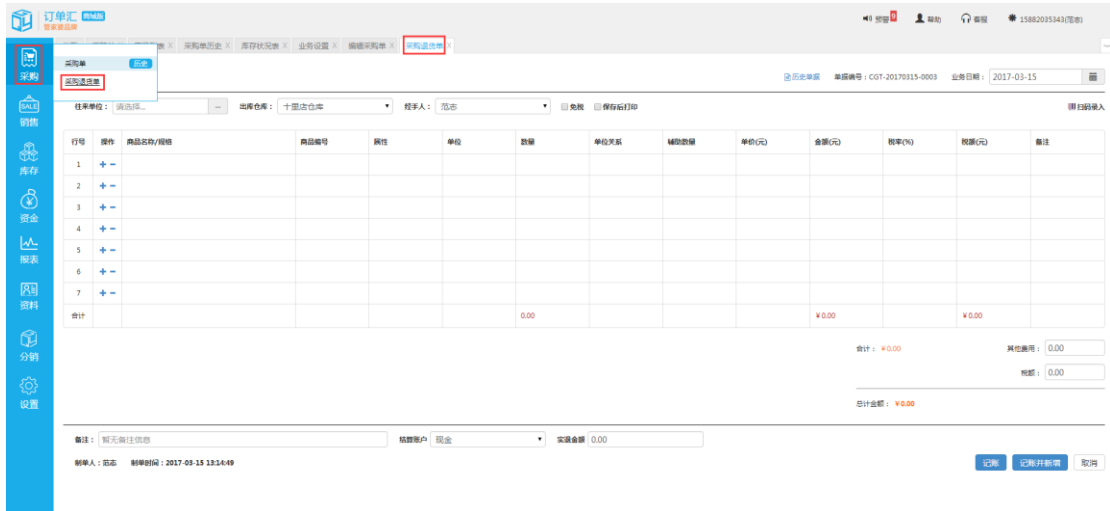 订单汇 商城版
管家婆品牌
预警 9 帮助 客服 15882035343(范志)
采购单历史 X 库存状况表 X 业务设置 X 编辑采购单 X 采购退货单 X
采购
采购单 历史
采购退货单
历史单据 单据编号：CGT-20170315-0003 业务日期： 2017-03-15
往来单位： 请选择... ... 出库仓库： 十里店仓库 经手人： 范志 免税 保存后打印 扫码录入
销售
库存
资金
报表
资料
分销
设置
行号 操作 商品名称/规格 商品编号 属性 单位 数量 单位关系 辅助数量 单价(元) 金额(元) 税率(%) 税额(元) 备注
1 + −
2 + −
3 + −
4 + −
5 + −
6 + −
7 + −
合计 0.00 ¥0.00 ¥0.00
合计： ¥0.00 其他费用： 0.00
税额： 0.00
总计金额： ¥0.00
备注： 暂无备注信息 结算账户 现金 实退金额 0.00
制单人：范志 制单时间：2017-03-15 13:14:49 记账 记账并新增 取消